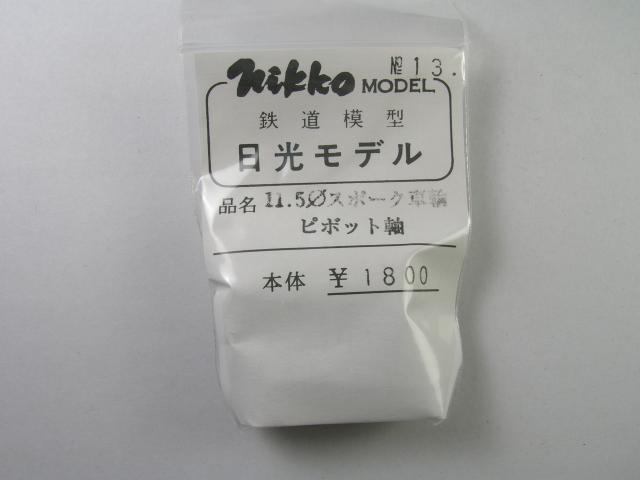 №13.
nikko MODEL
鉄道模型
日光モデル
品名 11.5∅スポーク車輪
ピボット軸
本体 ¥1800